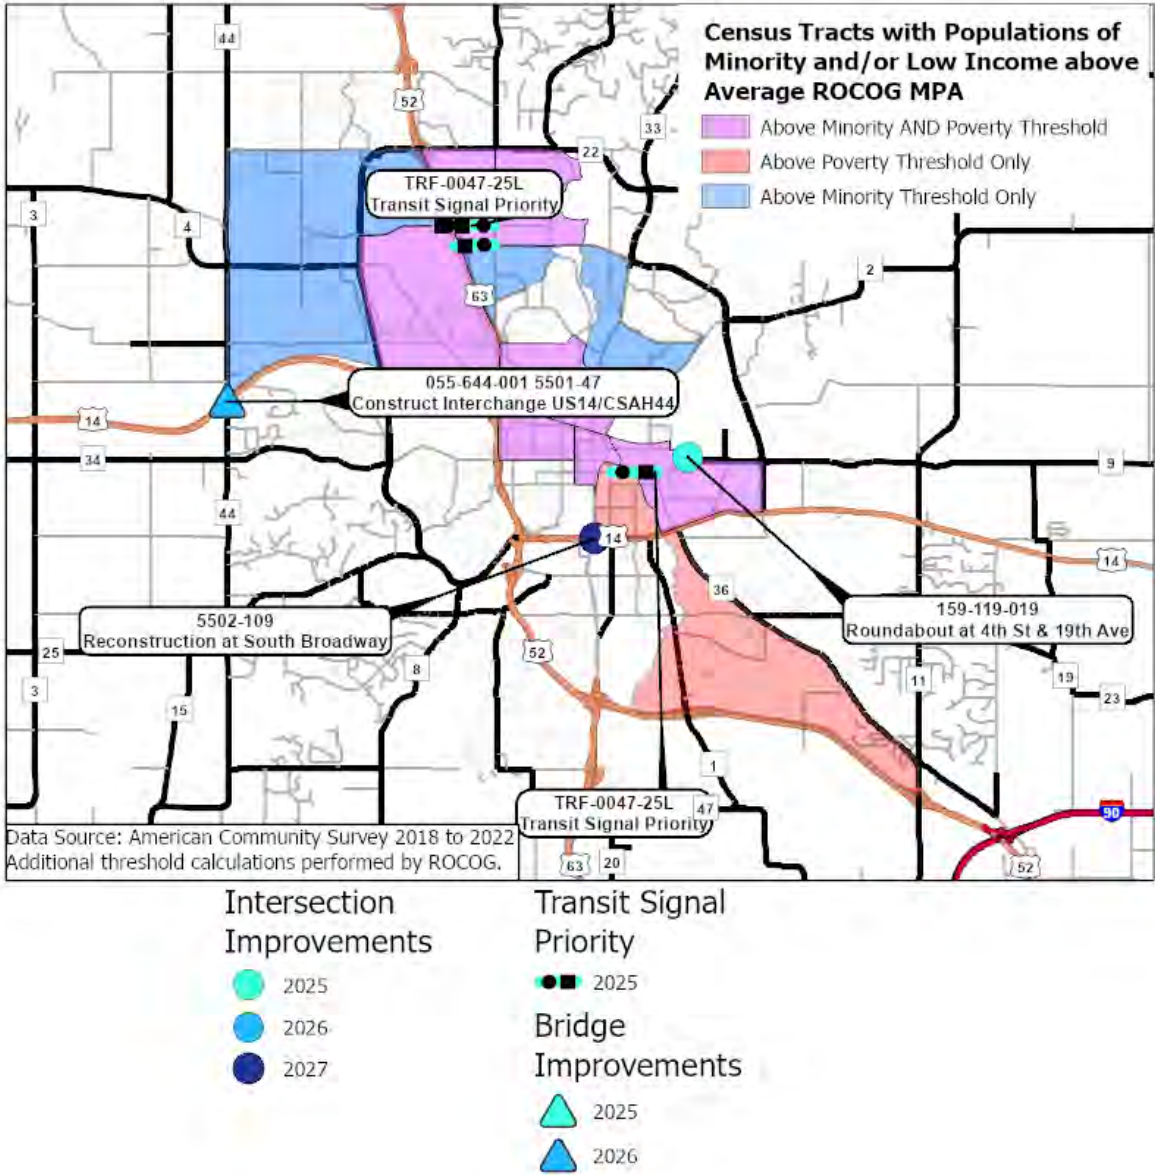 Census Tracts with Populations of
Minority and/or Low Income above
Average ROCOG MPA
Above Minority AND Poverty Threshold
Above Poverty Threshold Only
Above Minority Threshold Only
44
52
33
22
TRF-0047-25L
Transit Signal Priority
3
4
2
63
055-644-001 5501-47
Construct Interchange US14/CSAH44
14
34
9
44
14
14
36
5502-109
Reconstruction at South Broadway
159-119-019
Roundabout at 4th St & 19th Ave
25
52
8
11
19
3
15
23
1
TRF-0047-25L
Transit Signal Priority
47
90
Data Source: American Community Survey 2018 to 2022
Additional threshold calculations performed by ROCOG.
63
20
52
Intersection
Improvements
2025
2026
2027
Transit Signal
Priority
2025
Bridge
Improvements
2025
2026